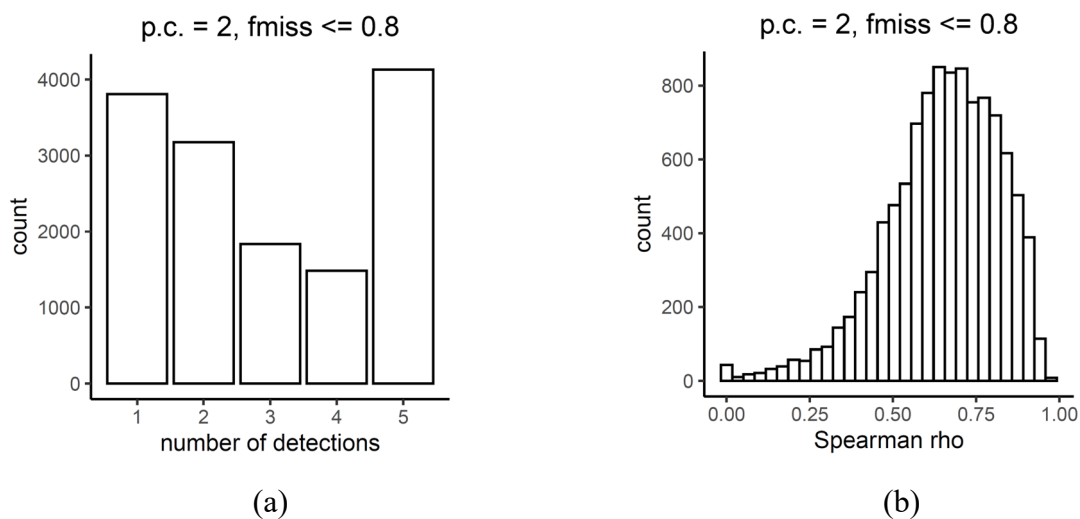 p.c. = 2, fmiss <= 0.8
count
4000
3000
2000
1000
0
1 2 3 4 5
number of detections
(a)
p.c. = 2, fmiss <= 0.8
count
800
600
400
200
0
0.00 0.25 0.50 0.75 1.00
Spearman rho
(b)